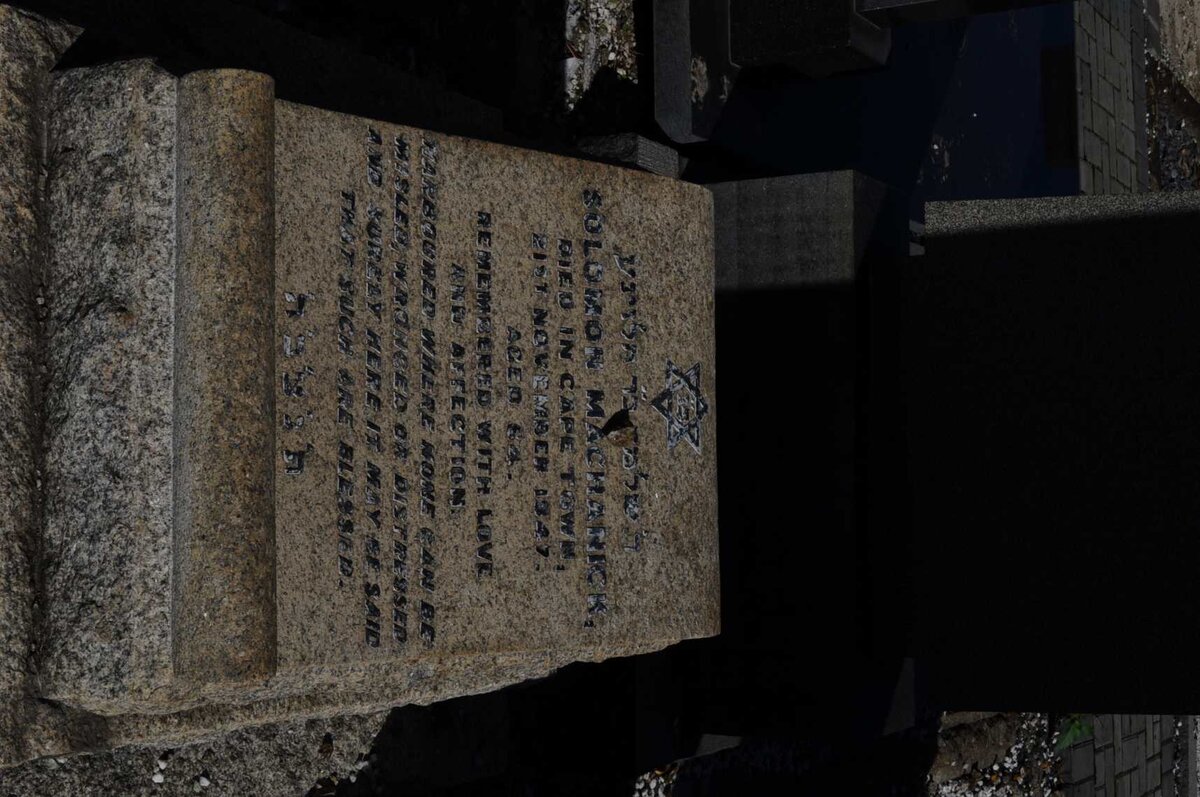 ר' שלמה
SOLOMON MACHANICK,
DIED IN CAPE TOWN,
21ST NOVEMBER 1947.
AGED 64.
REMEMBERED WITH LOVE
AND AFFECTION.
HARBOURED WHERE NONE CAN BE
MISLED WRONGED OR DISTRESSED
AND SURELY HERE IT MAY BE SAID
THAT SUCH ARE BLESSED.
ת נ צ ב ה